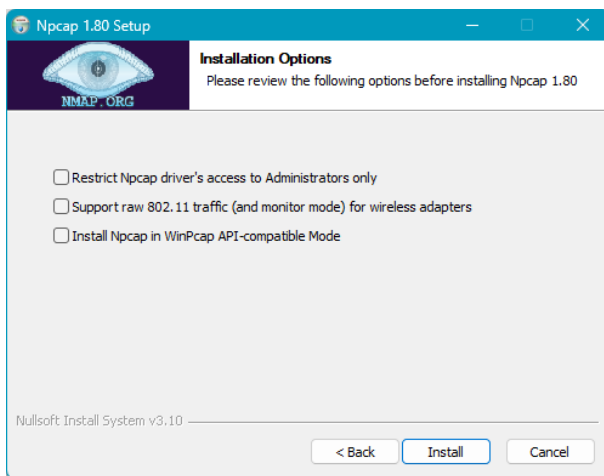 Npcap 1.80 Setup
NMAP.ORG
Installation Options
Please review the following options before installing Npcap 1.80
Restrict Npcap driver's access to Administrators only
Support raw 802.11 traffic (and monitor mode) for wireless adapters
Install Npcap in WinPcap API-compatible Mode
Nullsoft Install System v3.10
< Back Install Cancel